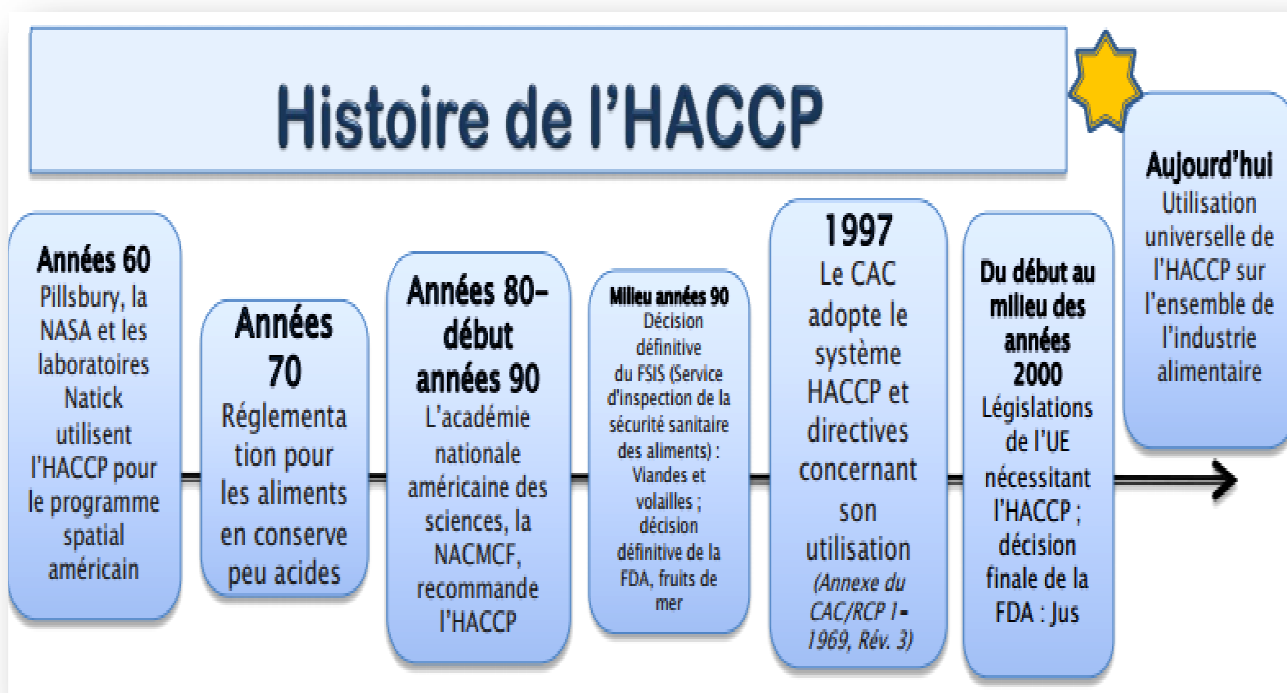 Histoire de l'HACCP
Années 60
Pillsbury, la
NASA et les
laboratoires
Natick
utilisent
l'HACCP pour
le programme
spatial
américain
Années
70
Réglementa
tion pour
les aliments
en conserve
peu acides
Années 80–
début
années 90
L'académie
nationale
américaine des
sciences, la
NACMCF,
recommande
l'HACCP
Milieu années 90
Décision
définitive
du FSIS (Service
d'inspection de la
sécurité sanitaire
des aliments) :
Viandes et
volailles ;
décision
définitive de la
FDA, fruits de
mer
1997
Le CAC
adopte le
système
HACCP et
directives
concernant
son
utilisation
(Annexe du
CAC/RCP 1-
1969, Rév. 3)
Du début au
milieu des
années
2000
Législations
de l'UE
nécessitant
l'HACCP ;
décision
finale de la
FDA : Jus
Aujourd'hui
Utilisation
universelle de
l'HACCP sur
l'ensemble de
l'industrie
alimentaire